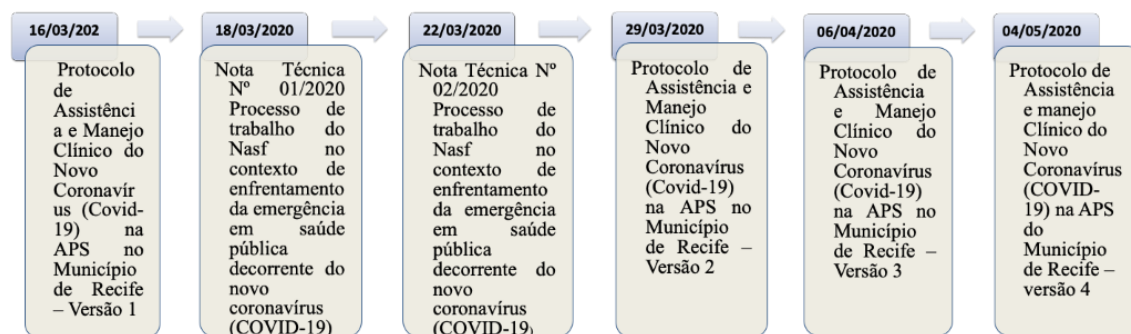 16/03/202
Protocolo
de
Assistênci
a e Manejo
Clínico do
Novo
Coronavír
us (Covid-
19) na
APS no
Município
de Recife
– Versão 1
18/03/2020
Nota Técnica
Nº 01/2020
Processo de
trabalho do
Nasf no
contexto de
enfrentamento
da emergência
em saúde
pública
decorrente do
novo
coronavírus
(COVID-19)
22/03/2020
Nota Técnica Nº
02/2020
Processo de
trabalho do
Nasf no
contexto de
enfrentamento
da emergência
em saúde
pública
decorrente do
novo
coronavírus
(COVID-19)
29/03/2020
Protocolo de
Assistência e
Manejo
Clínico do
Novo
Coronavírus
(Covid-19)
na APS no
Município
de Recife –
Versão 2
06/04/2020
Protocolo de
Assistência
e Manejo
Clínico do
Novo
Coronavírus
(Covid-19)
na APS no
Município
de Recife –
Versão 3
04/05/2020
Protocolo de
Assistência
e manejo
Clínico do
Novo
Coronavírus
(COVID-
19) na APS
do
Município
de Recife –
versão 4